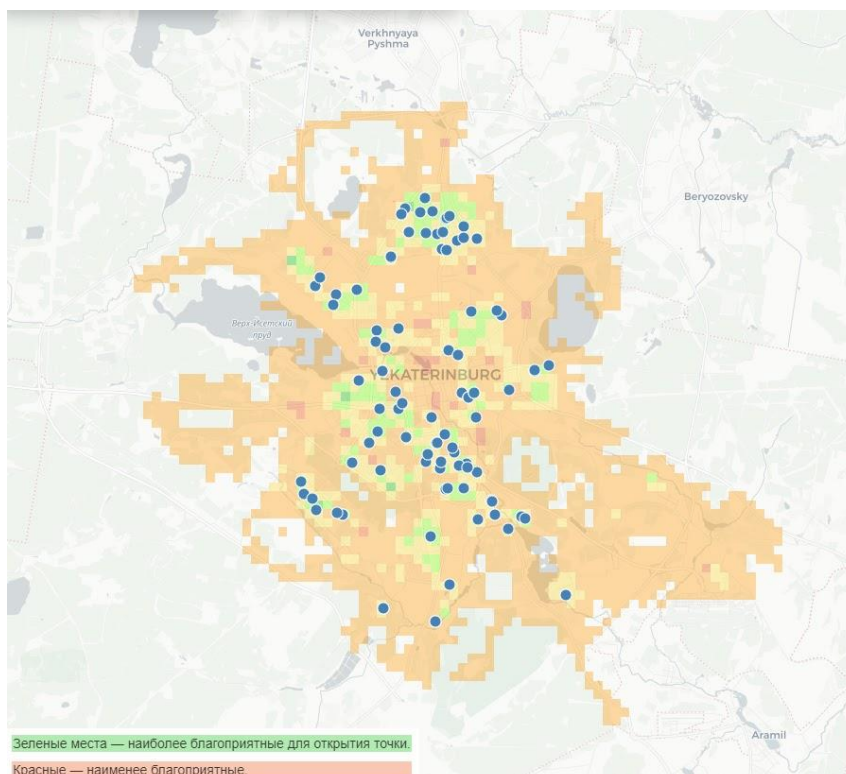 Verkhnyaya
Pyshma
Beryozovsky
Верх-Исетский
пруд
YEKATERINBURG
Зеленые места — наиболее благоприятные для открытия точки.
Aramil
Красные — наименее благоприятные.